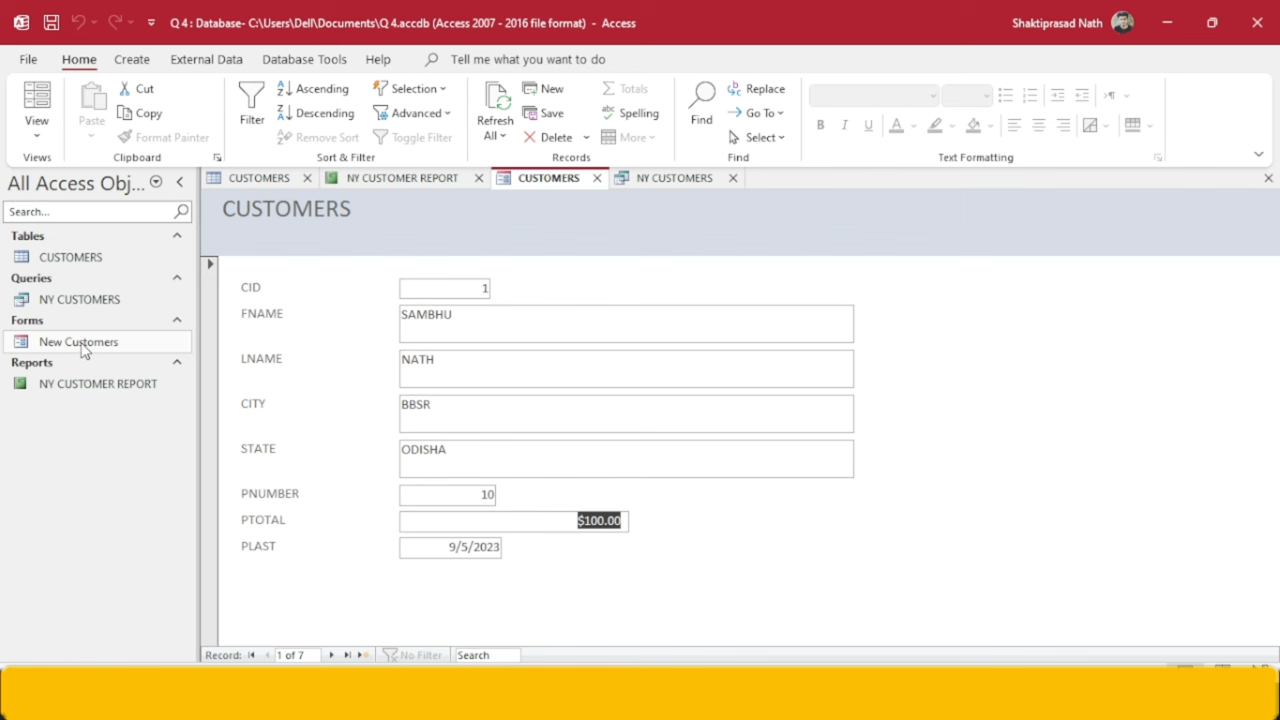 Q 4 : Database- C:\Users\Dell\Documents\Q 4.accdb (Access 2007 - 2016 file format) - Access
Shaktiprasad Nath
File Home Create External Data Database Tools Help Tell me what you want to do
View
Views
Paste
Cut
Copy
Format Painter
Clipboard
Filter
Ascending
Descending
Remove Sort
Selection
Advanced
Toggle Filter
Sort & Filter
Refresh
All
New
Save
Delete
Totals
Spelling
More
Records
Find
Replace
Go To
Select
Find
B I U A
Text Formatting
All Access Obj...
Search...
Tables
CUSTOMERS
Queries
NY CUSTOMERS
Forms
New Customers
Reports
NY CUSTOMER REPORT
CUSTOMERS NY CUSTOMER REPORT CUSTOMERS NY CUSTOMERS
CUSTOMERS
CID 1
FNAME SAMBHU
LNAME NATH
CITY BBSR
STATE ODISHA
PNUMBER 10
PTOTAL $100.00
PLAST 9/5/2023
Record: 1 of 7 No Filter Search